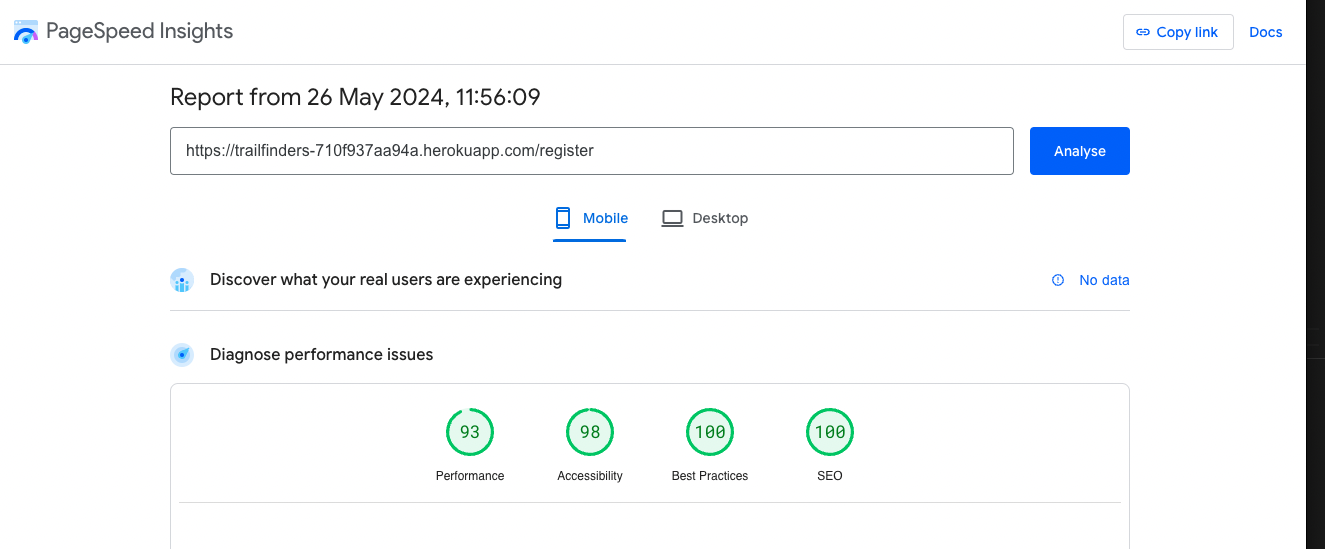 PageSpeed Insights
Copy link
Docs
Report from 26 May 2024, 11:56:09
https://trailfinders-710f937aa94a.herokuapp.com/register
Analyse
Mobile
Desktop
Discover what your real users are experiencing
No data
Diagnose performance issues
93
98
100
100
Performance
Accessibility
Best Practices
SEO